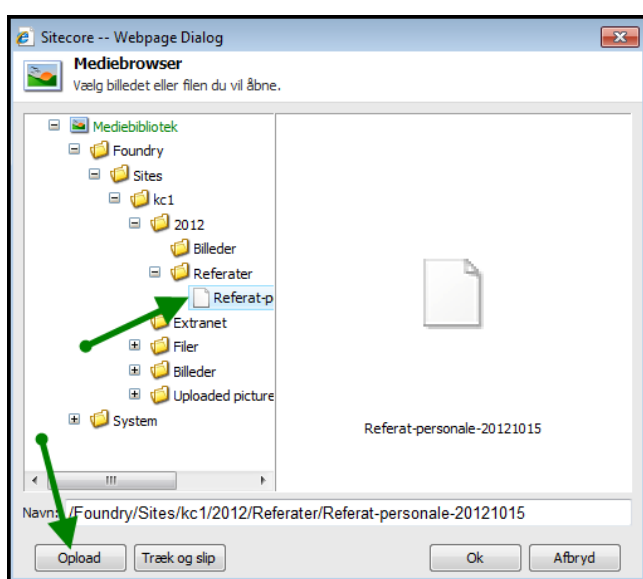 Sitecore -- Webpage Dialog
Mediebrowser
Vælg billedet eller filen du vil åbne.
Mediebibliotek
Foundry
Sites
kc1
2012
Billeder
Referater
Referat-p
Extranet
Filer
Billeder
Uploaded picture
System
Referat-personale-20121015
Navn: /Foundry/Sites/kc1/2012/Referater/Referat-personale-20121015
Opload Træk og slip Ok Afbryd